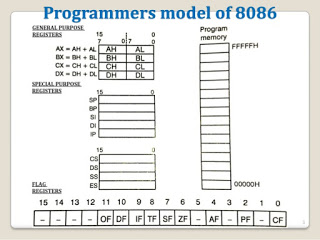 Programmers model of 8086
GENERAL PURPOSE
REGISTERS
15 0
7 0 7 0
AX = AH + AL AH AL
BX = BH + BL BH BL
CX = CH + CL CH CL
DX = DH + DL DH DL
SPECIAL PURPOSE
REGISTERS
15 0
SP
BP
SI
DI
IP
CS
DS
SS
ES
Program
memory
FFFFFH
00000H
FLAG
REGISTERS
15 14 13 12 11 10 9 8 7 6 5 4 3 2 1 0
– – – – OF DF IF TF SF ZF – AF – PF – CF